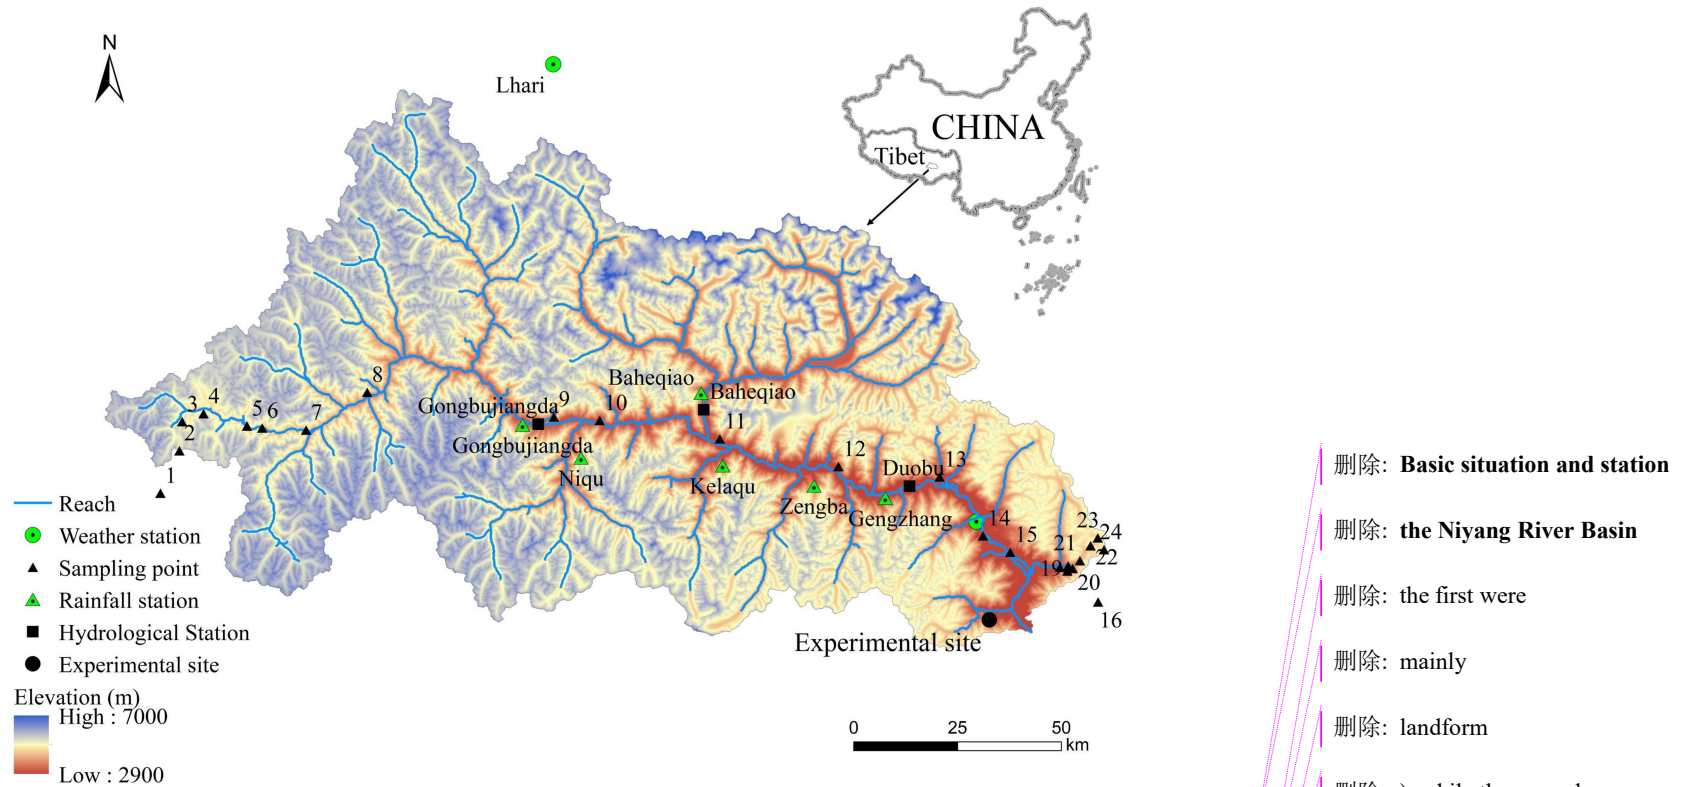 N
Lhari
CHINA
Tibet
8
3 4
5 6
7
2
1
Gongbujiangda
9
10
Baheqiao
Baheqiao
11
Gongbujiangda
Niqu
Kelaqu
12
Duobu
13
Zengba
Gengzhang
14
15
23
24
21
22
19
20
16
Experimental site
Reach
Weather station
Sampling point
Rainfall station
Hydrological Station
Experimental site
Elevation (m)
High : 7000
Low : 2900
0 25 50
km
删除: Basic situation and station
删除: the Niyang River Basin
删除: the first were
删除: mainly
删除: landform